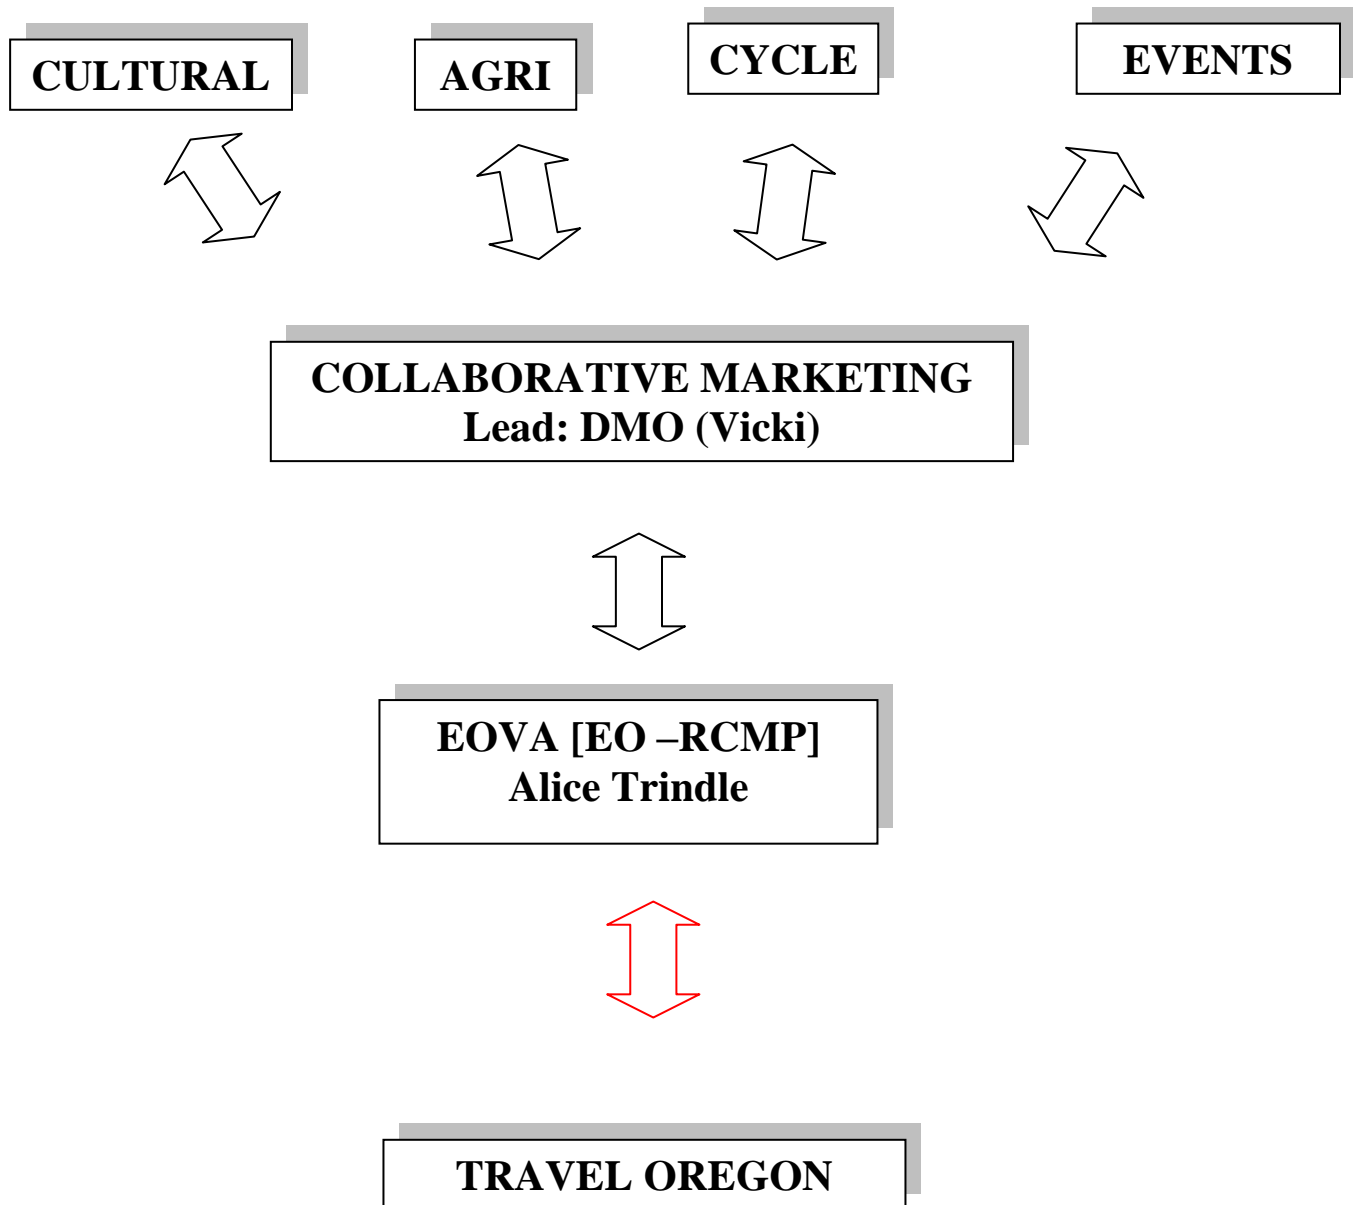 CULTURAL
AGRI
CYCLE
EVENTS
COLLABORATIVE MARKETING
Lead: DMO (Vicki)
EOVA [EO –RCMP]
Alice Trindle
TRAVEL OREGON